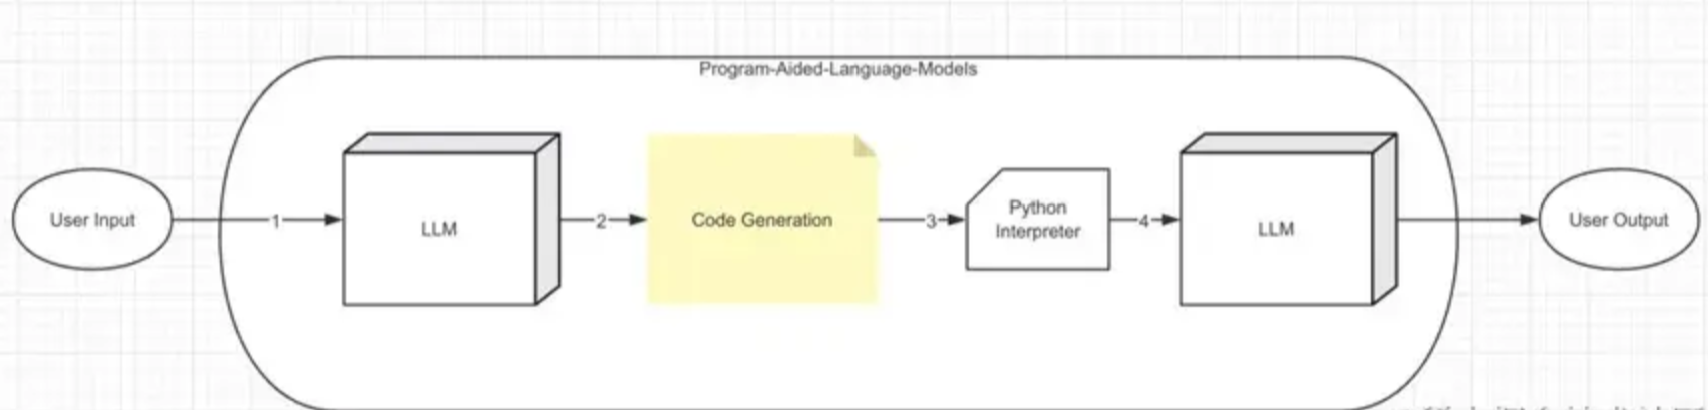 Program-Aided-Language-Models
User Input
1
LLM
2
Code Generation
3
Python
Interpreter
4
LLM
User Output